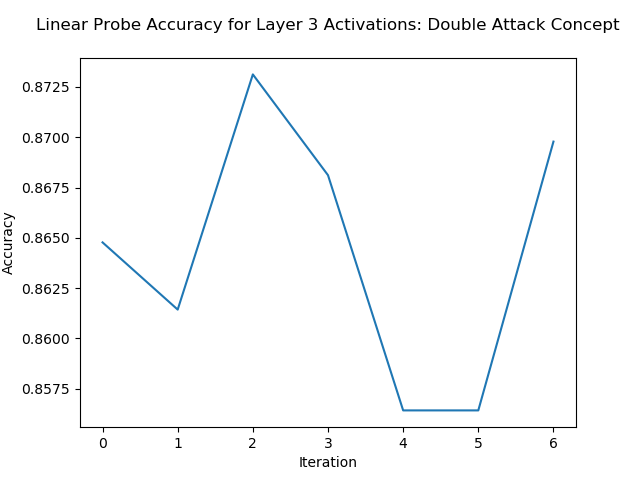 Linear Probe Accuracy for Layer 3 Activations: Double Attack Concept
0.8725
0.8700
0.8675
0.8650
0.8625
0.8600
0.8575
Accuracy
0 1 2 3 4 5 6
Iteration